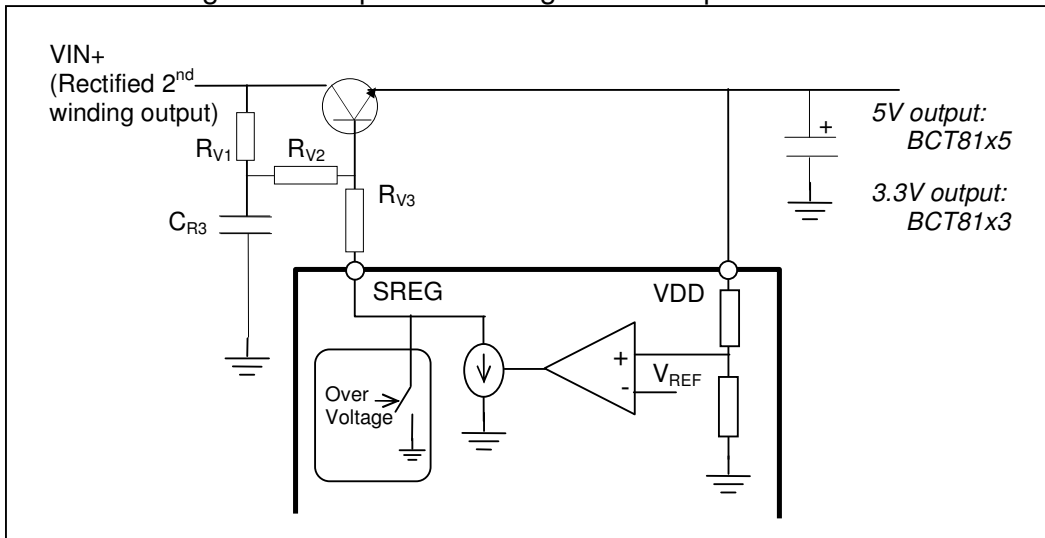 VIN+
(Rectified 2nd
winding output)
RV1
RV2
RV3
CR3
5V output:
BCT81x5
3.3V output:
BCT81x3
+
SREG
VDD
Over
Voltage
+
-
VREF